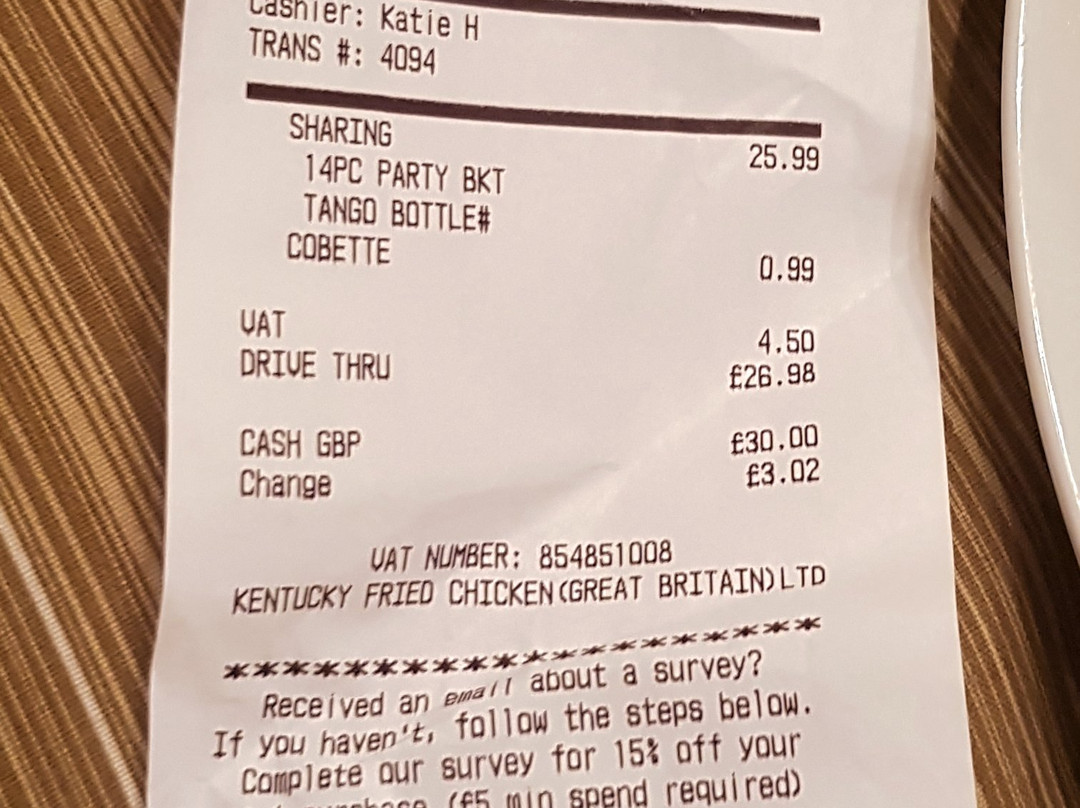 Cashier: Katie H
TRANS #: 4094
SHARING 25.99
14PC PARTY BKT
TANGO BOTTLE#
COBETTE 0.99
VAT 4.50
DRIVE THRU £26.98
CASH GBP £30.00
Change £3.02
VAT NUMBER: 854851008
KENTUCKY FRIED CHICKEN(GREAT BRITAIN)LTD
********************
Received an email about a survey?
If you haven't, follow the steps below.
Complete our survey for 15% off your
(£5 min spend required)